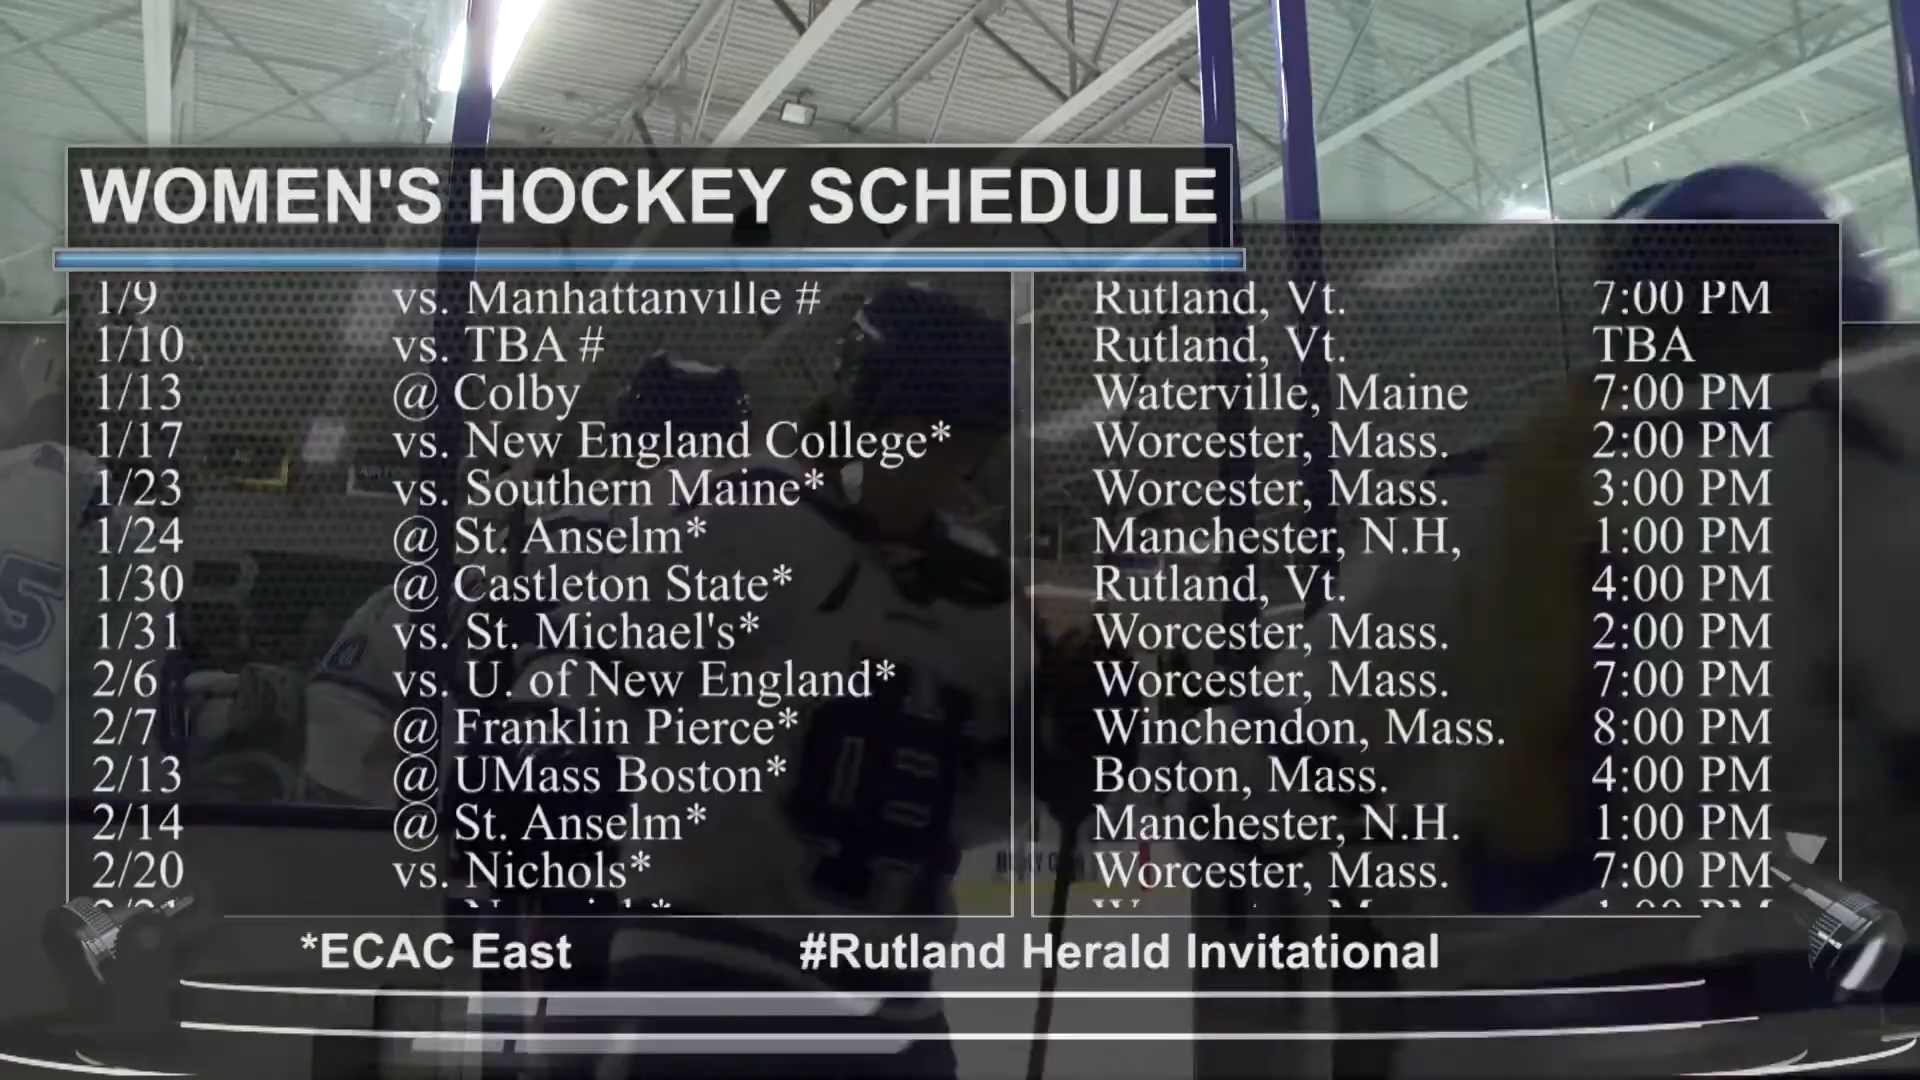 WOMEN'S HOCKEY SCHEDULE
1/9 vs. Manhattanville # Rutland, Vt. 7:00 PM
1/10 vs. TBA # Rutland, Vt. TBA
1/13 @ Colby Waterville, Maine 7:00 PM
1/17 vs. New England College* Worcester, Mass. 2:00 PM
1/23 vs. Southern Maine* Worcester, Mass. 3:00 PM
1/24 @ St. Anselm* Manchester, N.H, 1:00 PM
1/30 @ Castleton State* Rutland, Vt. 4:00 PM
1/31 vs. St. Michael's* Worcester, Mass. 2:00 PM
2/6 vs. U. of New England* Worcester, Mass. 7:00 PM
2/7 @ Franklin Pierce* Winchendon, Mass. 8:00 PM
2/13 @ UMass Boston* Boston, Mass. 4:00 PM
2/14 @ St. Anselm* Manchester, N.H. 1:00 PM
2/20 vs. Nichols* Worcester, Mass. 7:00 PM
*ECAC East #Rutland Herald Invitational